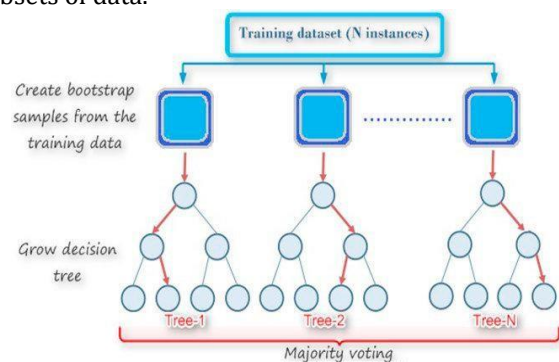 bsets of data.
Training dataset (N instances)
Create bootstrap
samples from the
training data
Grow decision
tree
Tree-1
Tree-2
Tree-N
Majority voting